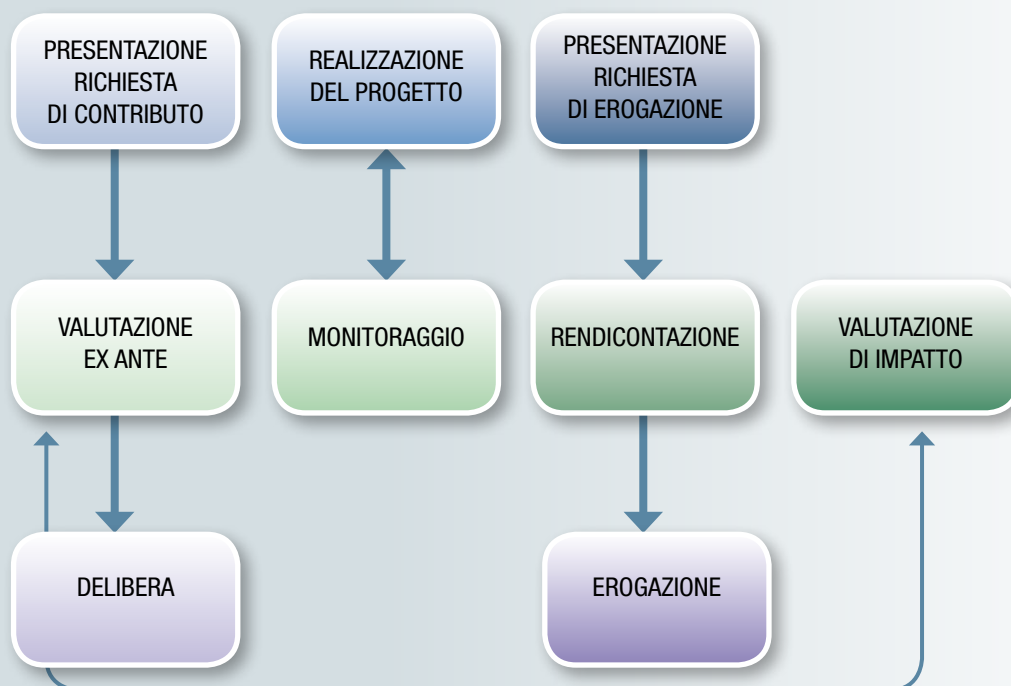 PRESENTAZIONE
RICHIESTA
DI CONTRIBUTO
REALIZZAZIONE
DEL PROGETTO
PRESENTAZIONE
RICHIESTA
DI EROGAZIONE
VALUTAZIONE
EX ANTE
MONITORAGGIO
RENDICONTAZIONE
VALUTAZIONE
DI IMPATTO
DELIBERA
EROGAZIONE